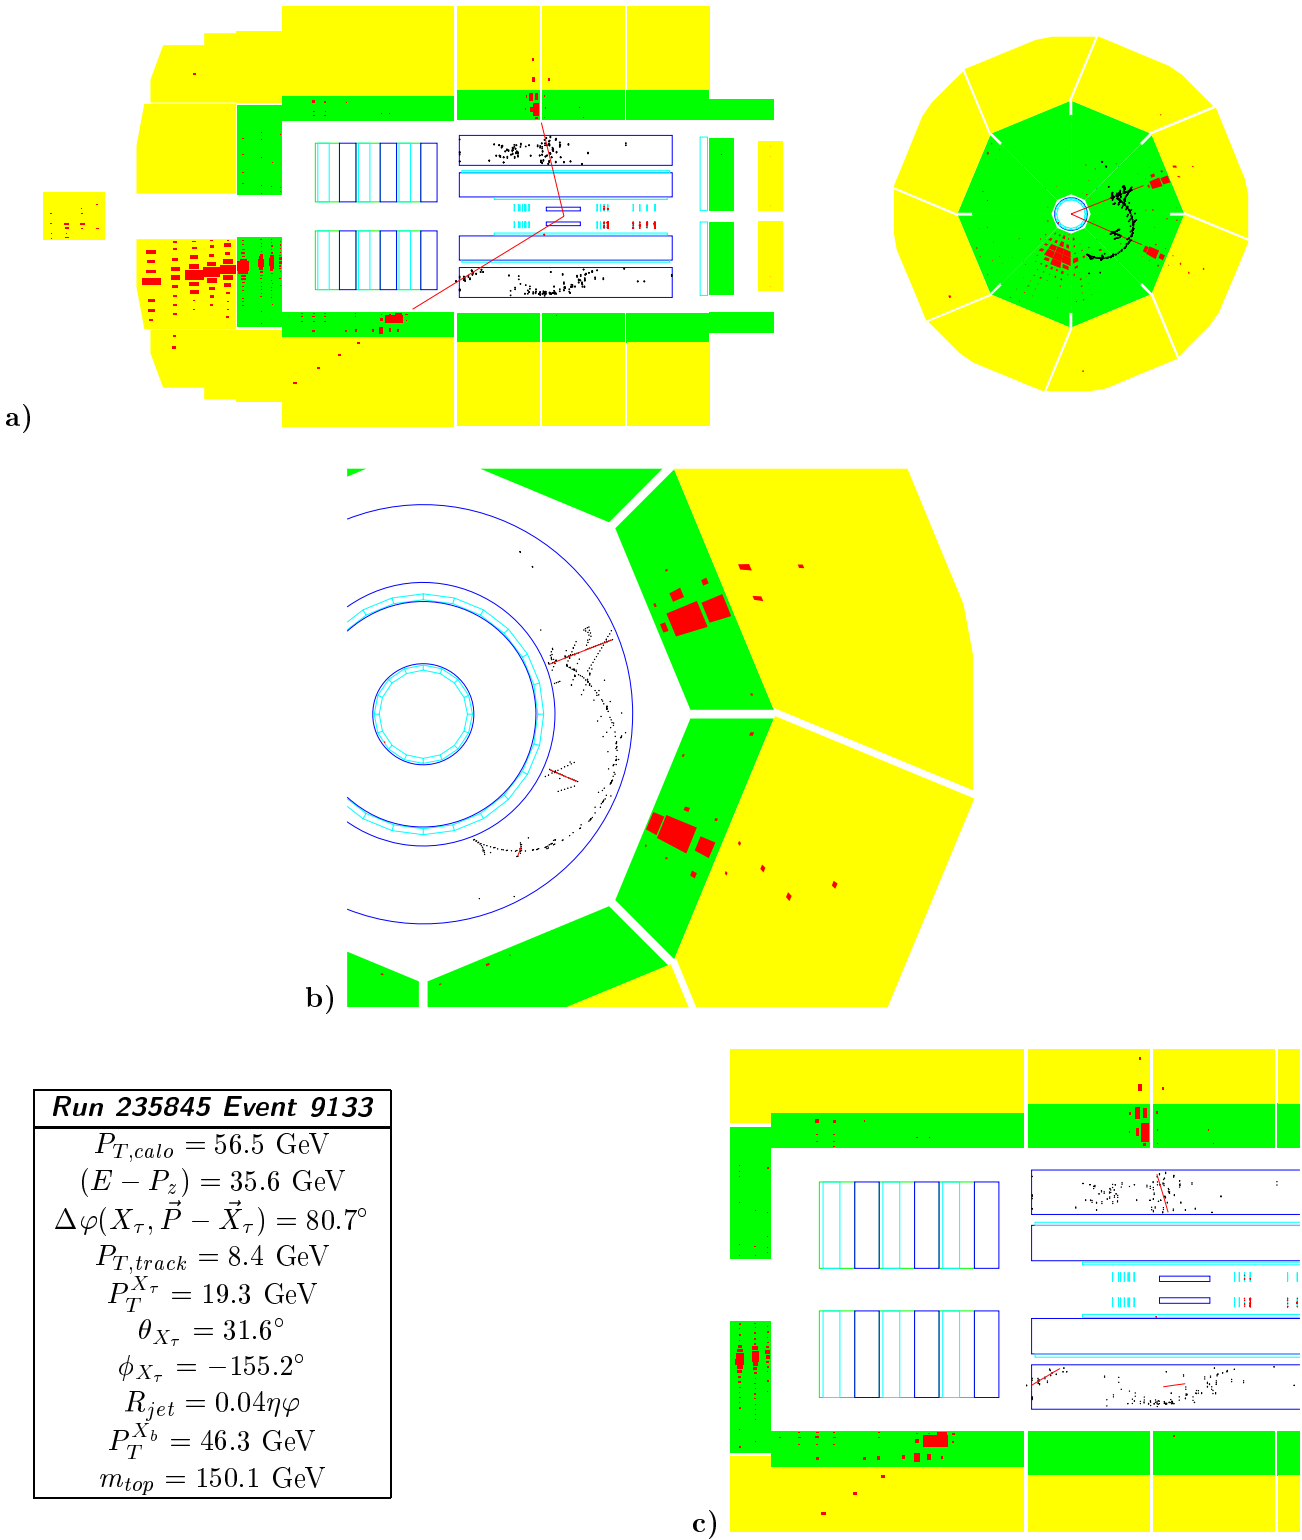 a)
b)
Run 235845 Event 9133
P_{T,calo} = 56.5 GeV
(E − P_z) = 35.6 GeV
Δφ(X_τ, P⃗ − X⃗_τ) = 80.7°
P_{T,track} = 8.4 GeV
P_T^{X_τ} = 19.3 GeV
θ_{X_τ} = 31.6°
ϕ_{X_τ} = −155.2°
R_{jet} = 0.04ηφ
P_T^{X_b} = 46.3 GeV
m_{top} = 150.1 GeV
c)